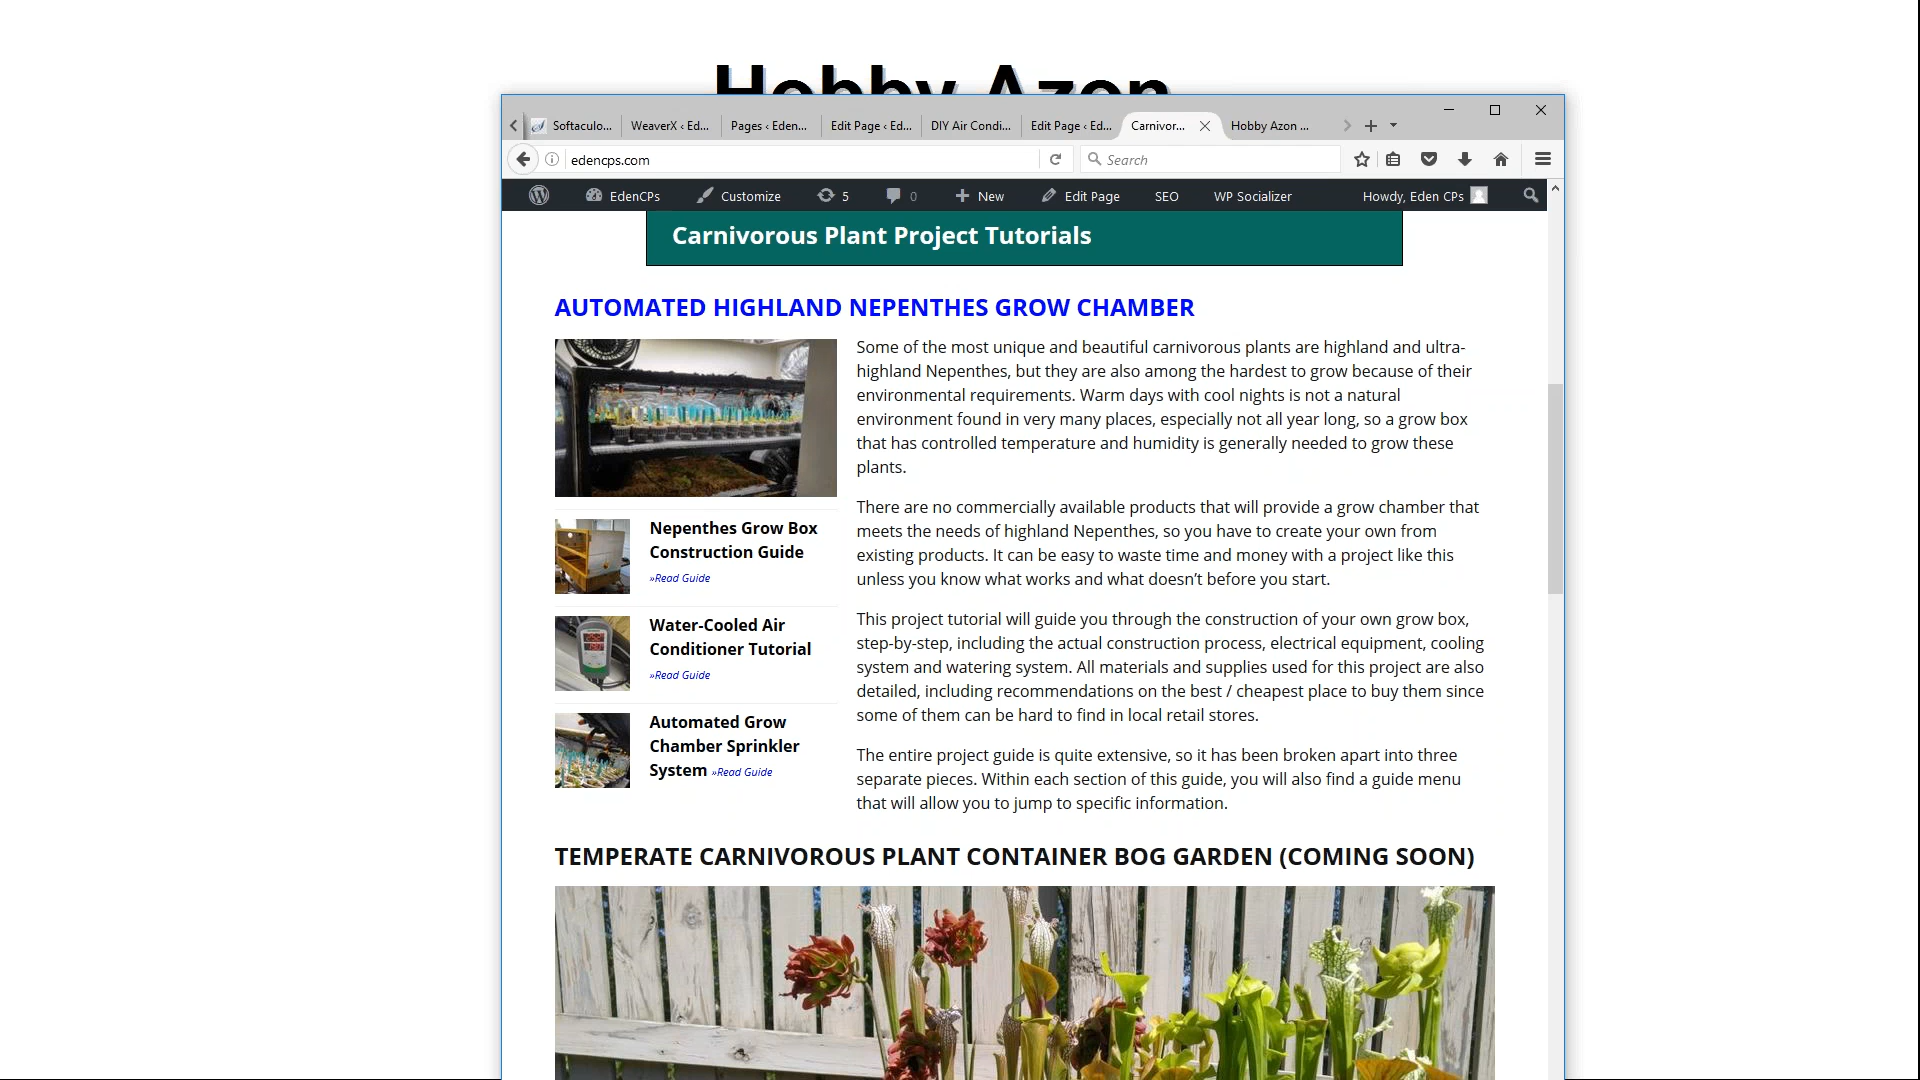 Hobby Azon
Softaculo...
WeaverX ‹ Ed...
Pages ‹ Eden...
Edit Page ‹ Ed...
DIY Air Condi...
Edit Page ‹ Ed...
Carnivor...
Hobby Azon ...
edencps.com
Search
EdenCPs
Customize
5
0
New
Edit Page
SEO
WP Socializer
Howdy, Eden CPs
Carnivorous Plant Project Tutorials
AUTOMATED HIGHLAND NEPENTHES GROW CHAMBER
Nepenthes Grow Box
Construction Guide
»Read Guide
Water-Cooled Air
Conditioner Tutorial
»Read Guide
Automated Grow
Chamber Sprinkler
System »Read Guide
Some of the most unique and beautiful carnivorous plants are highland and ultra-
highland Nepenthes, but they are also among the hardest to grow because of their
environmental requirements. Warm days with cool nights is not a natural
environment found in very many places, especially not all year long, so a grow box
that has controlled temperature and humidity is generally needed to grow these
plants.
There are no commercially available products that will provide a grow chamber that
meets the needs of highland Nepenthes, so you have to create your own from
existing products. It can be easy to waste time and money with a project like this
unless you know what works and what doesn’t before you start.
This project tutorial will guide you through the construction of your own grow box,
step-by-step, including the actual construction process, electrical equipment, cooling
system and watering system. All materials and supplies used for this project are also
detailed, including recommendations on the best / cheapest place to buy them since
some of them can be hard to find in local retail stores.
The entire project guide is quite extensive, so it has been broken apart into three
separate pieces. Within each section of this guide, you will also find a guide menu
that will allow you to jump to specific information.
TEMPERATE CARNIVOROUS PLANT CONTAINER BOG GARDEN (COMING SOON)